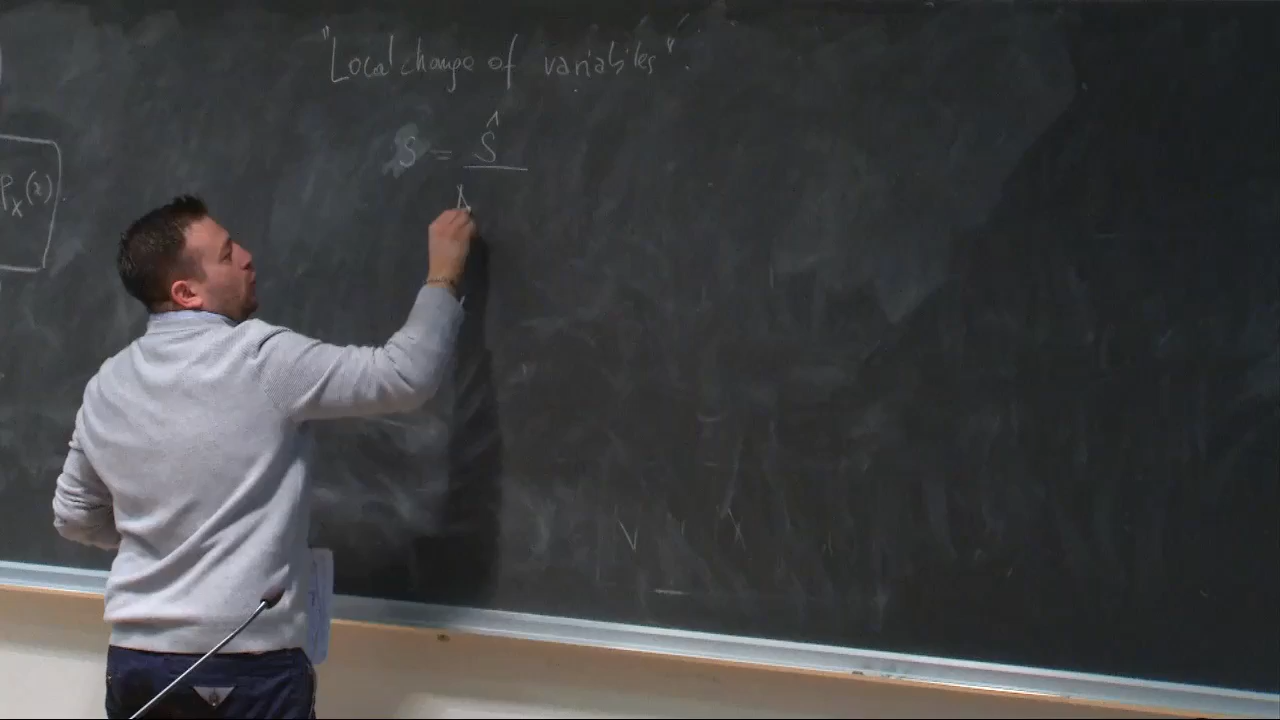 "Local change of variables".
S = Ŝ
P_X(x)